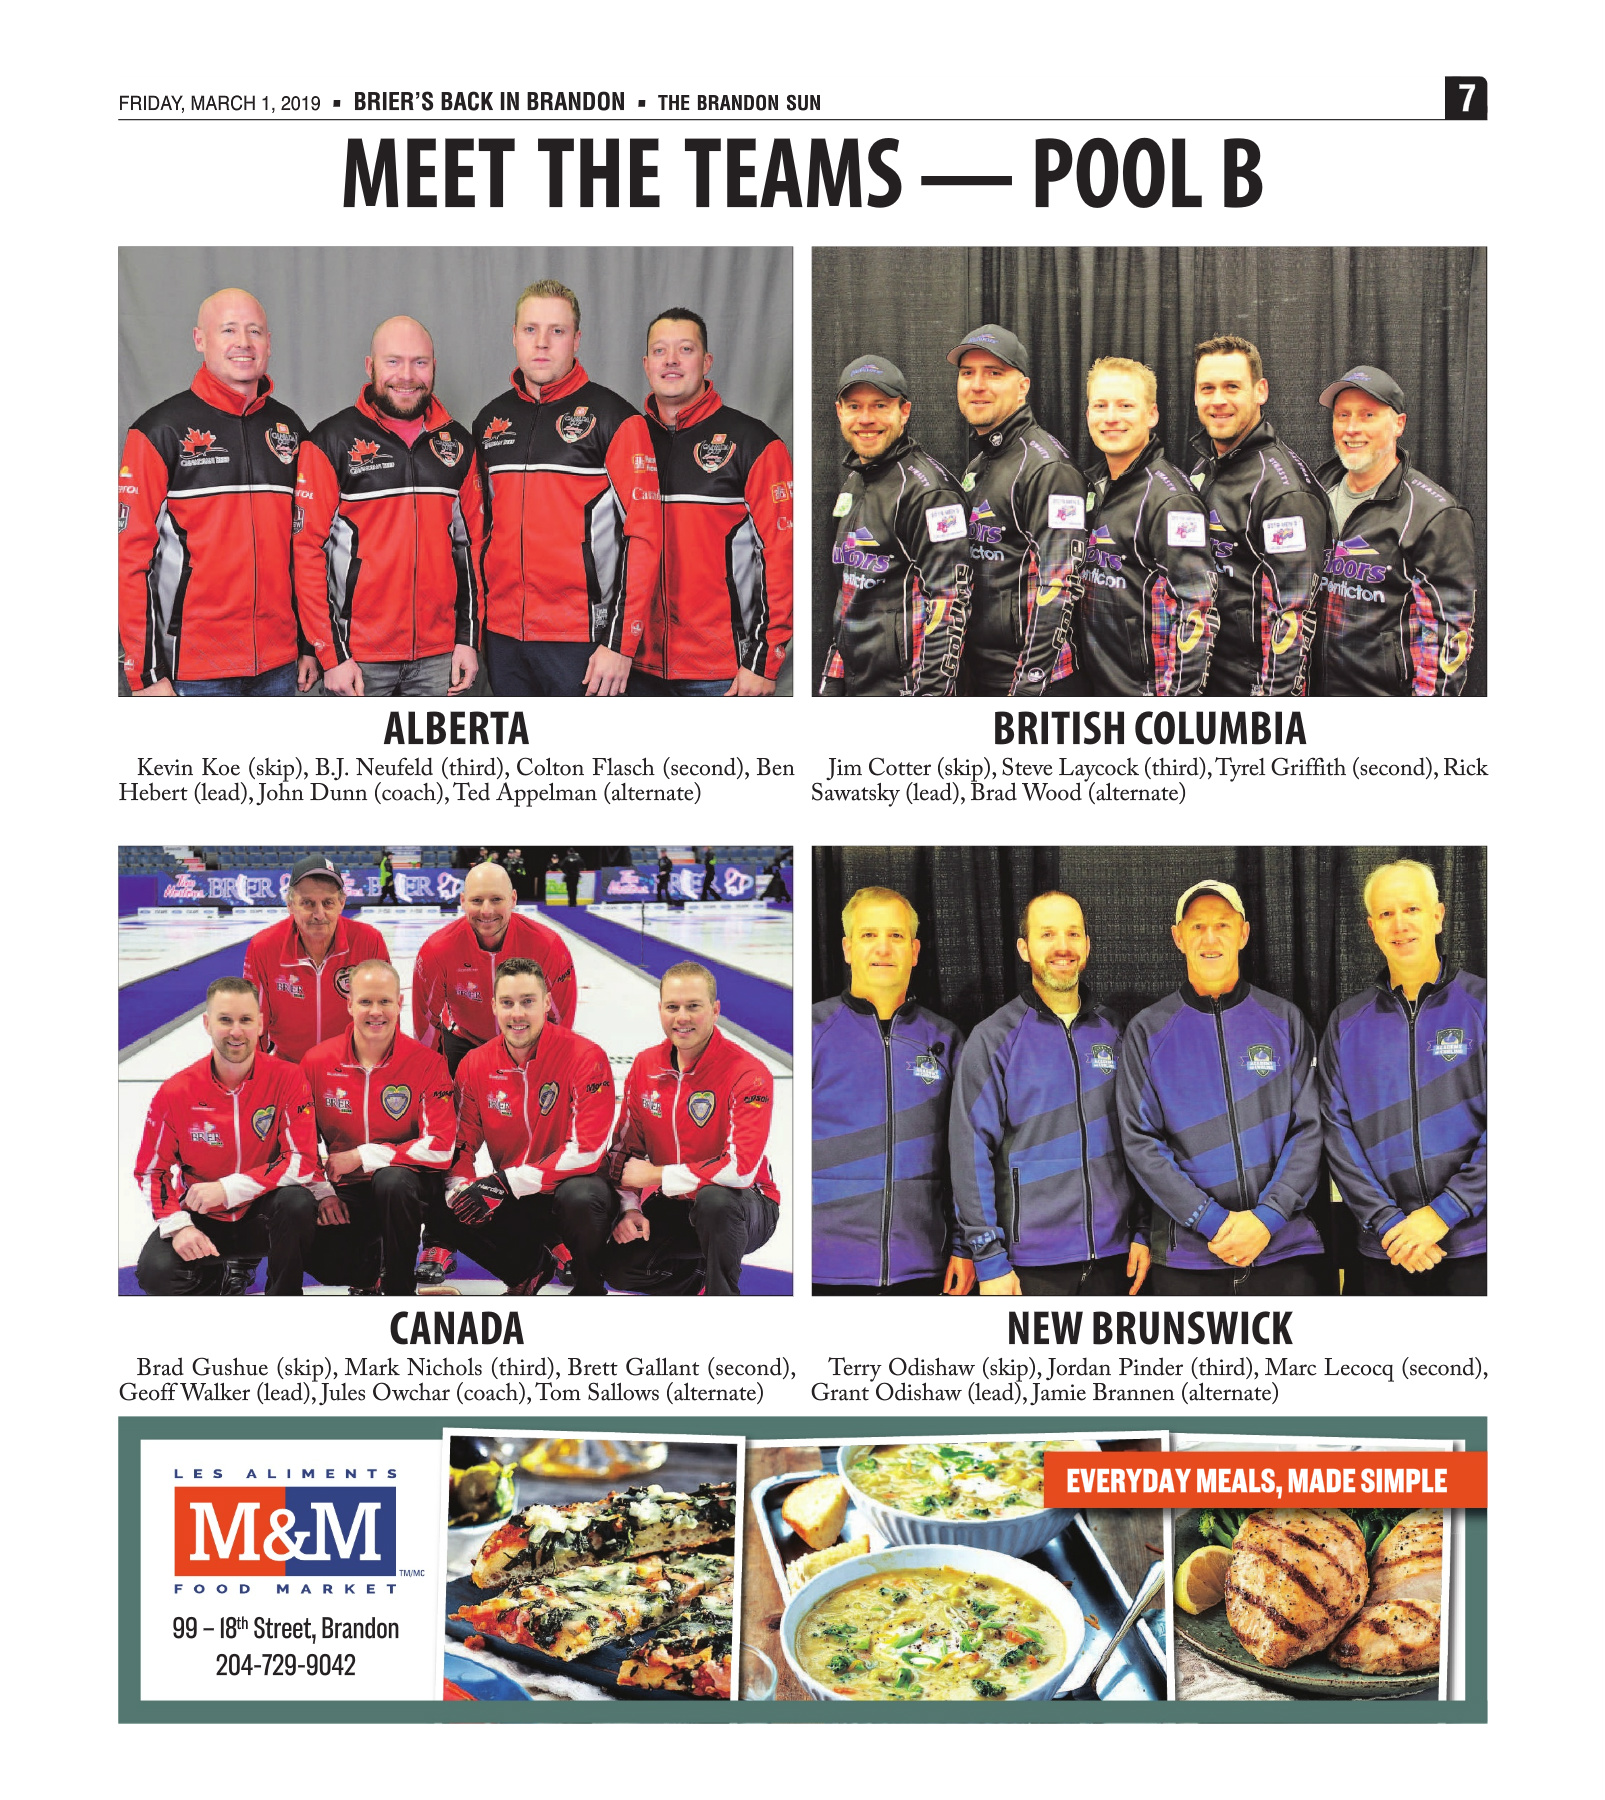 FRIDAY, MARCH 1, 2019 ▪ BRIER'S BACK IN BRANDON ▪ THE BRANDON SUN
7
MEET THE TEAMS — POOL B
ALBERTA
Kevin Koe (skip), B.J. Neufeld (third), Colton Flasch (second), Ben
Hebert (lead), John Dunn (coach), Ted Appelman (alternate)
BRITISH COLUMBIA
Jim Cotter (skip), Steve Laycock (third), Tyrel Griffith (second), Rick
Sawatsky (lead), Brad Wood (alternate)
CANADA
Brad Gushue (skip), Mark Nichols (third), Brett Gallant (second),
Geoff Walker (lead), Jules Owchar (coach), Tom Sallows (alternate)
NEW BRUNSWICK
Terry Odishaw (skip), Jordan Pinder (third), Marc Lecocq (second),
Grant Odishaw (lead), Jamie Brannen (alternate)
LES ALIMENTS
M&M
TM/MC
FOOD MARKET
99 – 18th Street, Brandon
204-729-9042
EVERYDAY MEALS, MADE SIMPLE